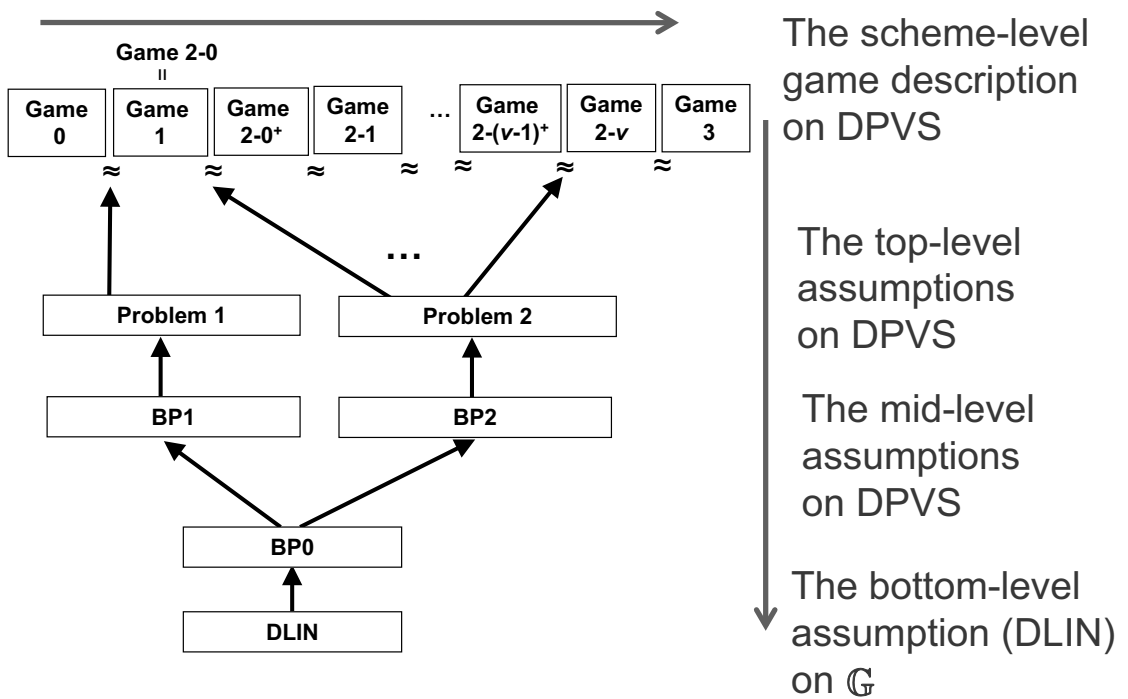 Game 2-0
=
Game 0
Game 1
Game 2-0⁺
Game 2-1
...
Game 2-(v-1)⁺
Game 2-v
Game 3
≈ ≈ ≈ ≈ ≈ ≈ ≈
...
Problem 1
Problem 2
BP1
BP2
BP0
DLIN
The scheme-level
game description
on DPVS
The top-level
assumptions
on DPVS
The mid-level
assumptions
on DPVS
The bottom-level
assumption (DLIN)
on 𝔾